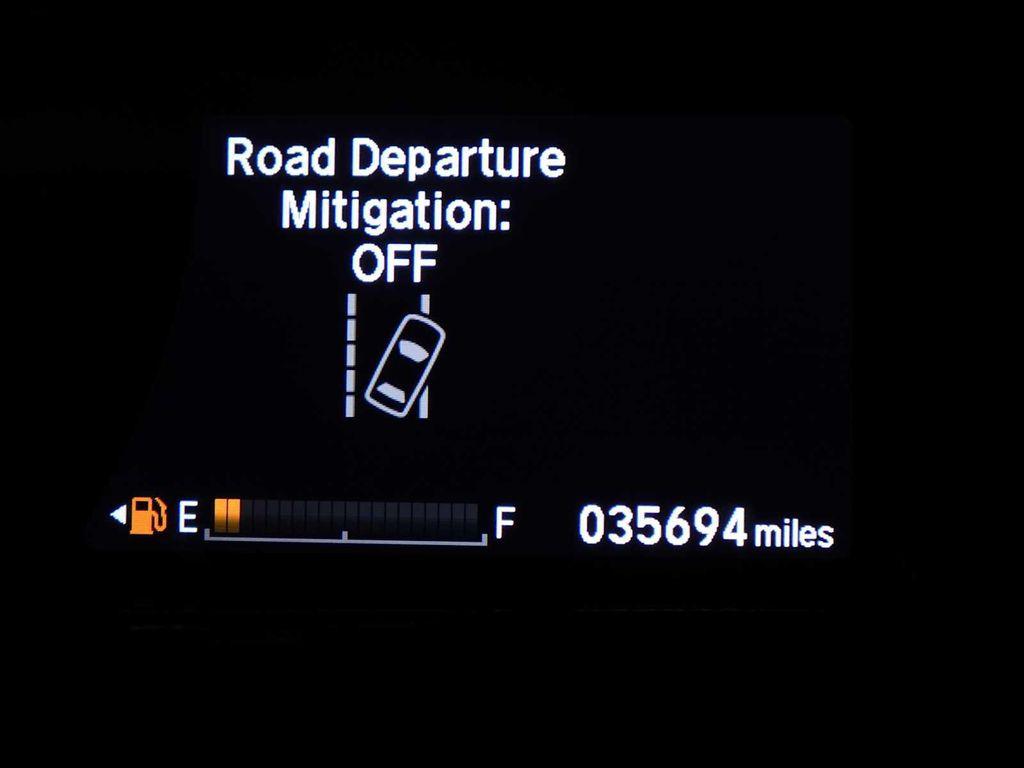 Road Departure
Mitigation:
OFF
E F 035694 miles